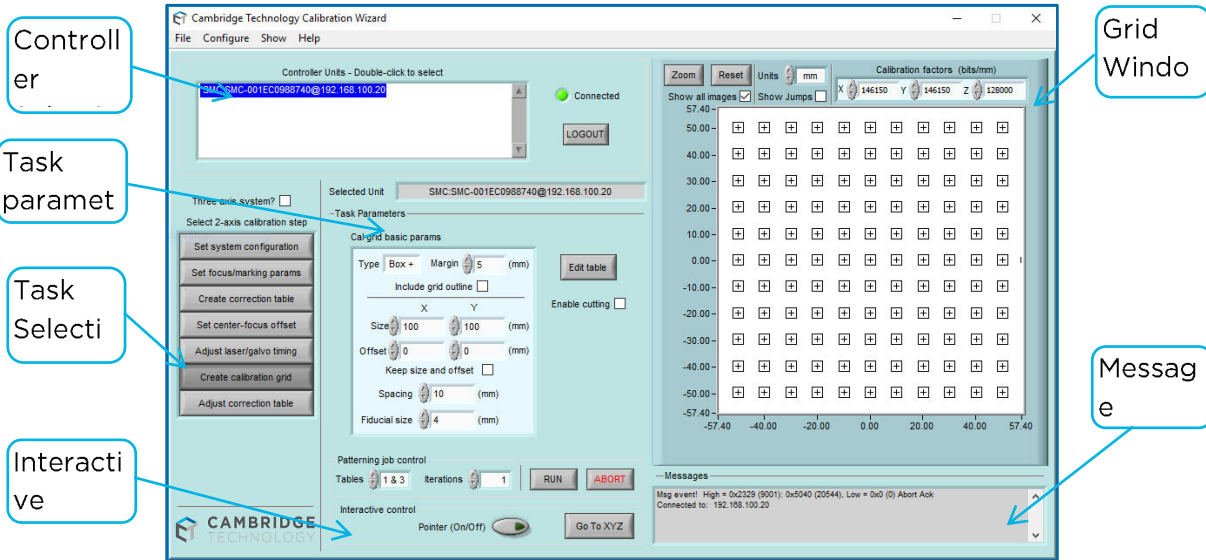 Cambridge Technology Calibration Wizard
File Configure Show Help
Controll
er
Controller Units - Double-click to select
SMC:SMC-001EC0988740@192.168.100.20
Connected
LOGOUT
Zoom Reset Units mm
Calibration factors (bits/mm)
X 146150 Y 146150 Z 128000
Show all images Show Jumps
Grid
Windo
57.40
50.00
40.00
30.00
20.00
10.00
0.00
-10.00
-20.00
-30.00
-40.00
-50.00
-57.40
-57.40 -40.00 -20.00 0.00 20.00 40.00 57.40
Task
paramet
Three axis system?
Select 2-axis calibration step
Set system configuration
Set focus/marking params
Create correction table
Set center-focus offset
Adjust laser/galvo timing
Create calibration grid
Adjust correction table
Task
Selecti
Selected Unit SMC:SMC-001EC0988740@192.168.100.20
Task Parameters
Cal-grid basic params
Type Box + Margin 5 (mm)
Include grid outline
X Y
Size 100 100 (mm)
Offset 0 0 (mm)
Keep size and offset
Spacing 10 (mm)
Fiducial size 4 (mm)
Edit table
Enable cutting
Interacti
ve
Patterning job control
Tables 1 & 3 Iterations 1 RUN ABORT
Interactive control
Pointer (On/Off) Go To XYZ
CAMBRIDGE
TECHNOLOGY
Messages
Msg event! High = 0x2329 (9001): 0x5040 (20544), Low = 0x0 (0) Abort Ack
Connected to: 192.168.100.20
Messag
e